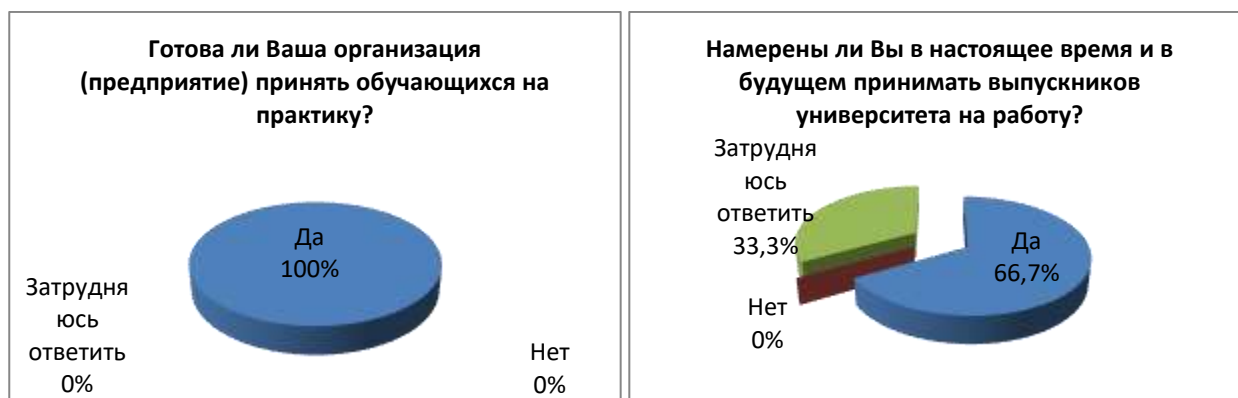 Готова ли Ваша организация
(предприятие) принять обучающихся на
практику?
Да
100%
Затрудня
юсь
ответить
0%
Нет
0%
Намерены ли Вы в настоящее время и в
будущем принимать выпускников
университета на работу?
Затрудня
юсь
ответить
33,3%
Да
66,7%
Нет
0%